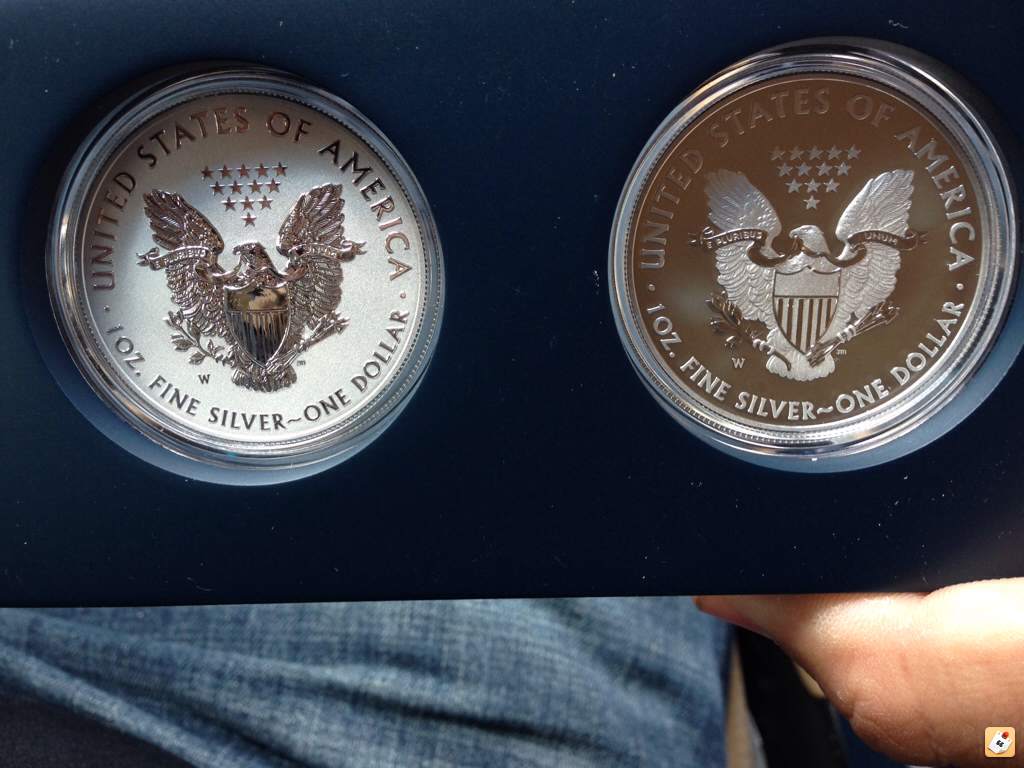 UNITED STATES OF AMERICA
E PLURIBUS
W
1 OZ. FINE SILVER~ONE DOLLAR
UNITED STATES OF AMERICA
E PLURIBUS UNUM
W
1 OZ. FINE SILVER~ONE DOLLAR